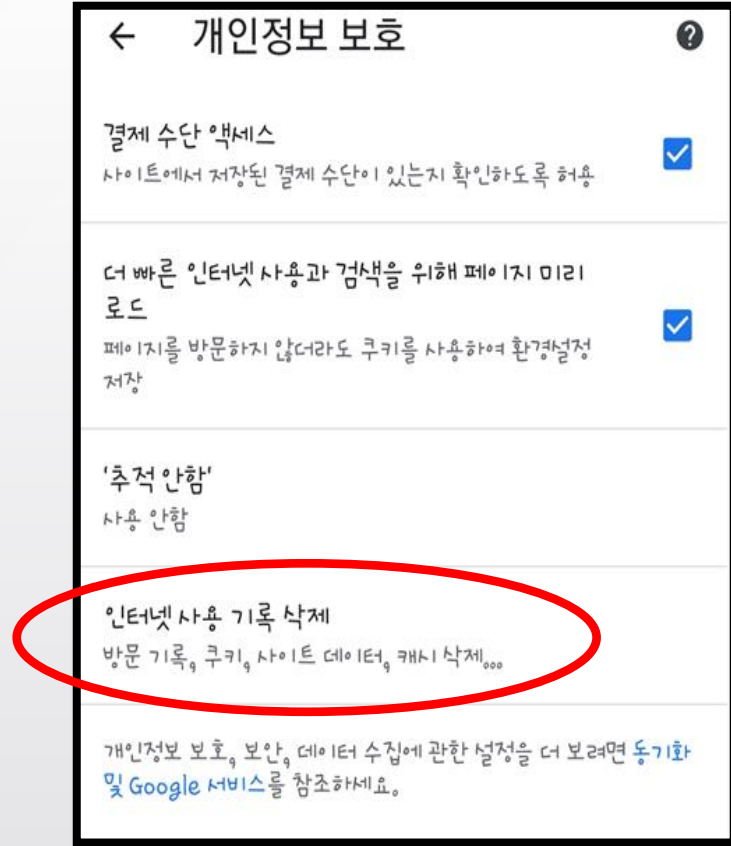 개인정보 보호
결제 수단 액세스
사이트에서 저장된 결제 수단이 있는지 확인하도록 허용
더 빠른 인터넷 사용과 검색을 위해 페이지 미리
로드
페이지를 방문하지 않더라도 쿠키를 사용하여 환경설정
저장
'추적 안함'
사용 안함
인터넷 사용 기록 삭제
방문 기록, 쿠키, 사이트 데이터, 캐시 삭제...
개인정보 보호, 보안, 데이터 수집에 관한 설정을 더 보려면 동기화
및 Google 서비스를 참조하세요.